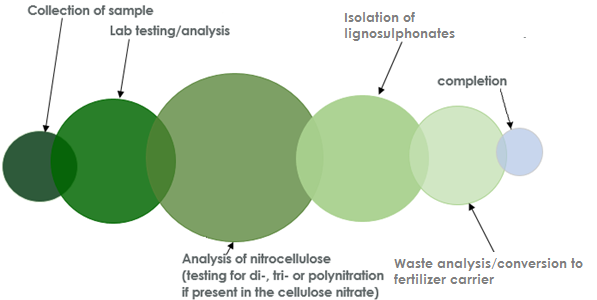 Collection of sample
Lab testing/analysis
Isolation of
lignosulphonates
completion
Analysis of nitrocellulose
(testing for di-, tri- or polynitration
if present in the cellulose nitrate)
Waste analysis/conversion to
fertilizer carrier